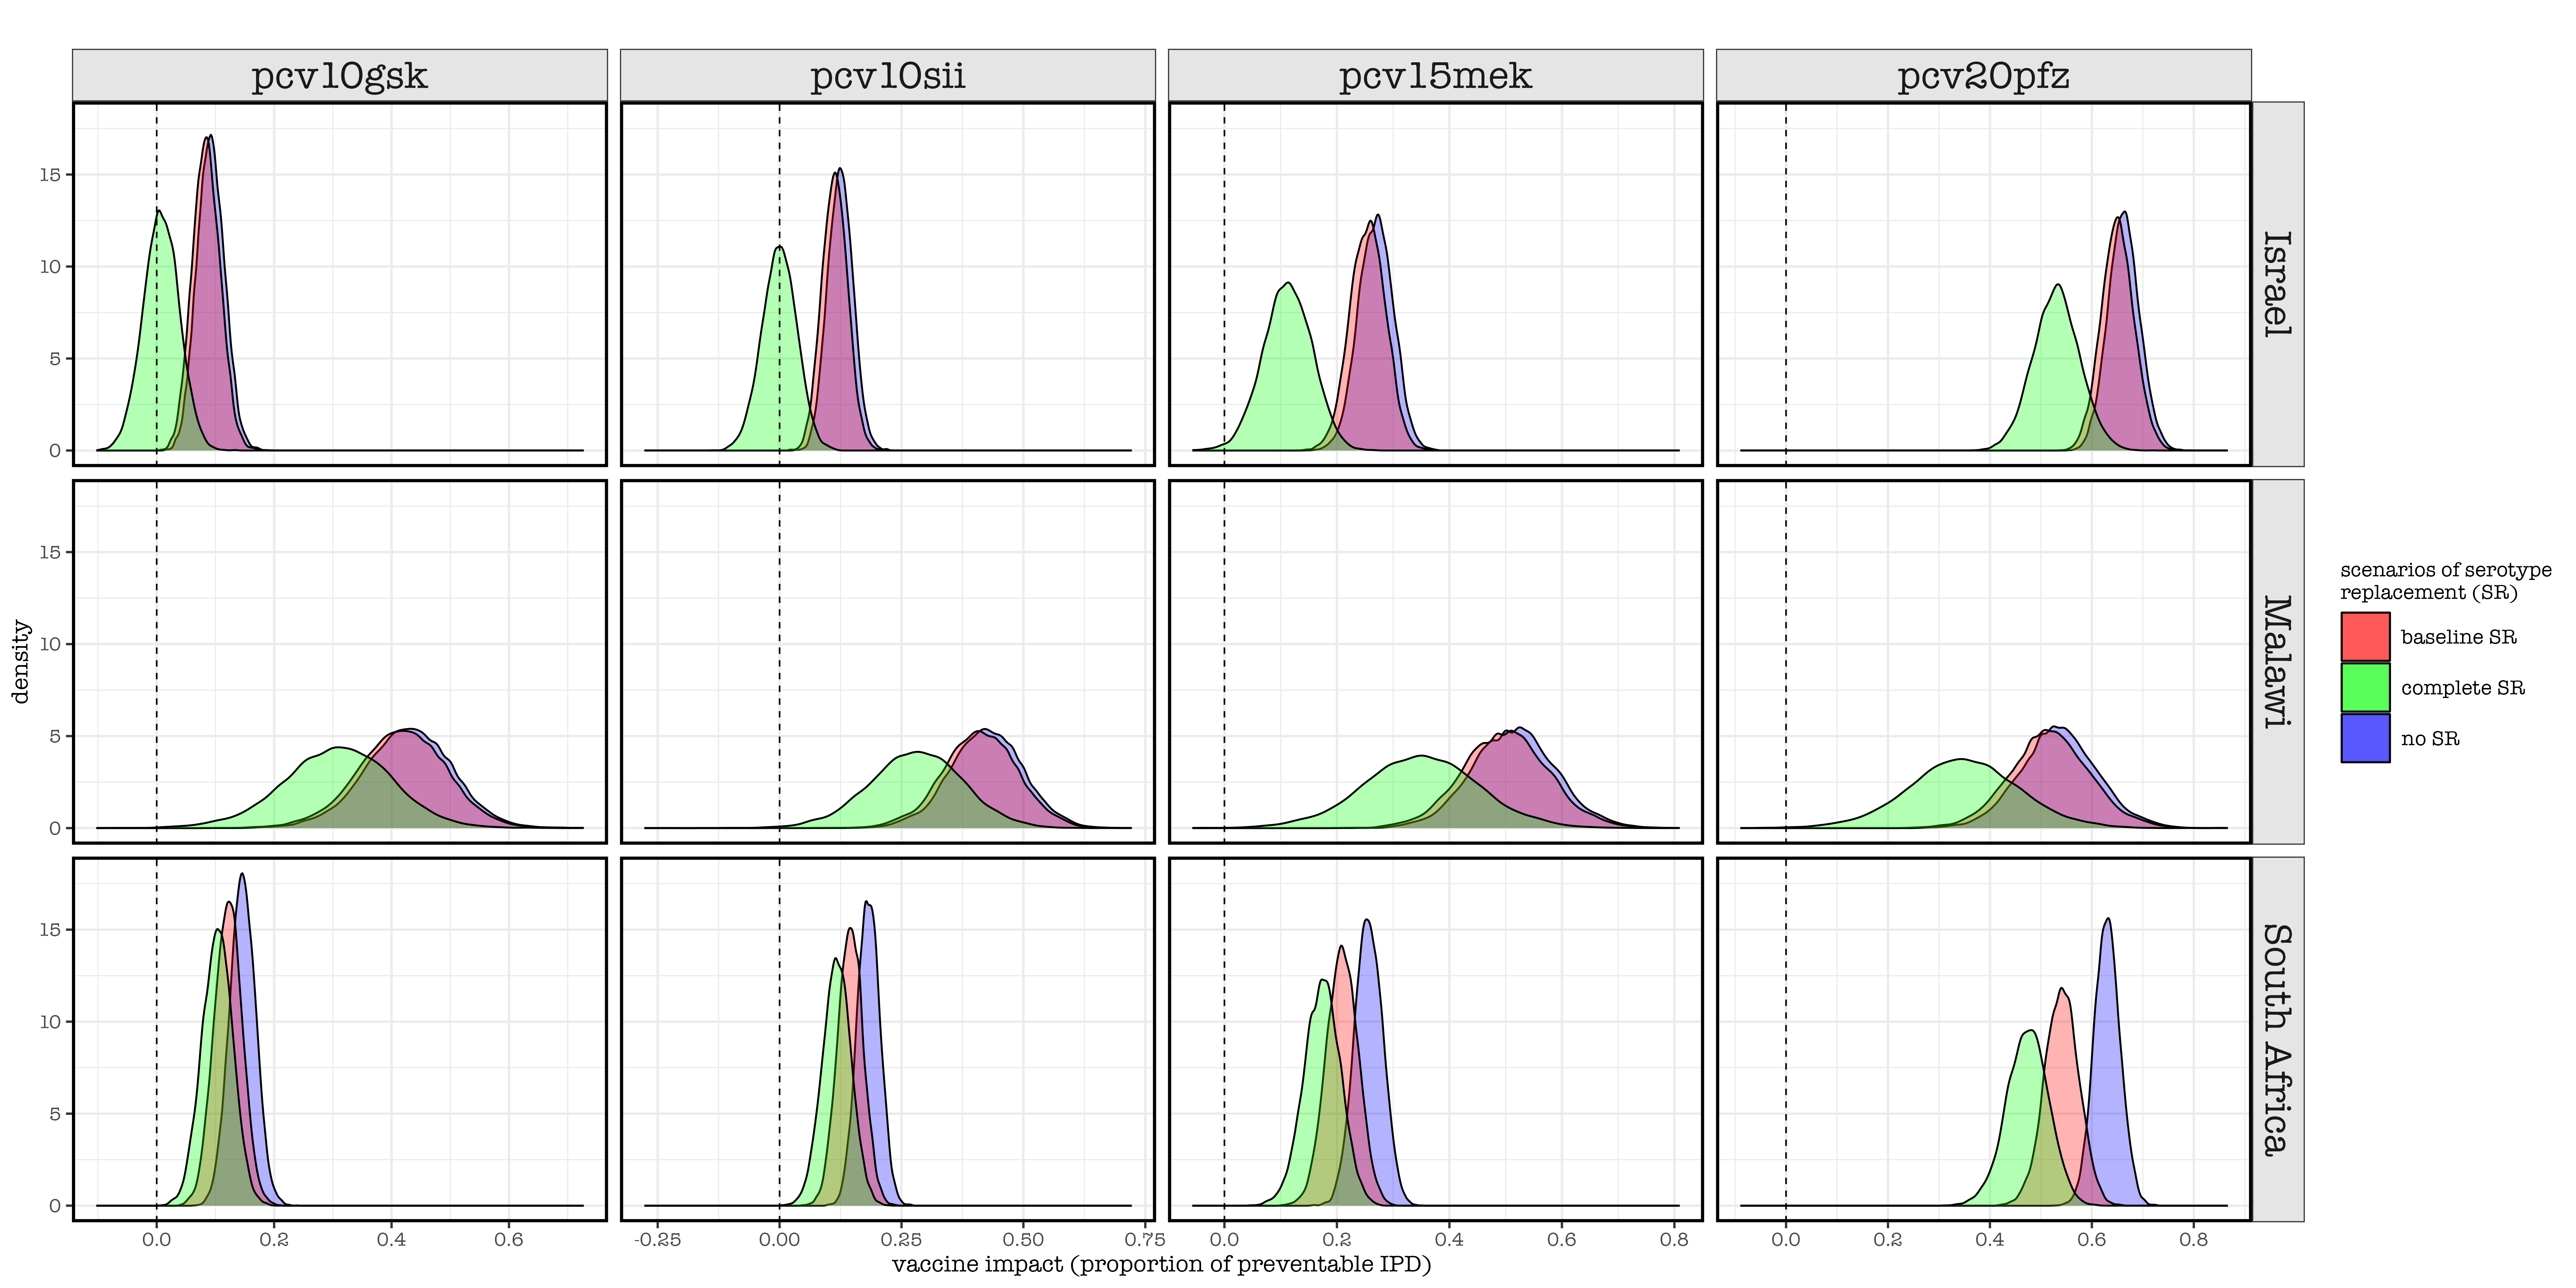 pcv10gsk pcv10sii pcv15mek pcv20pfz
15
10
5
0
Israel
15
10
5
0
Malawi
15
10
5
0
South Africa
density
0.0 0.2 0.4 0.6
-0.25 0.00 0.25 0.50 0.75
0.0 0.2 0.4 0.6 0.8
0.0 0.2 0.4 0.6 0.8
vaccine impact (proportion of preventable IPD)
scenarios of serotype
replacement (SR)
baseline SR
complete SR
no SR